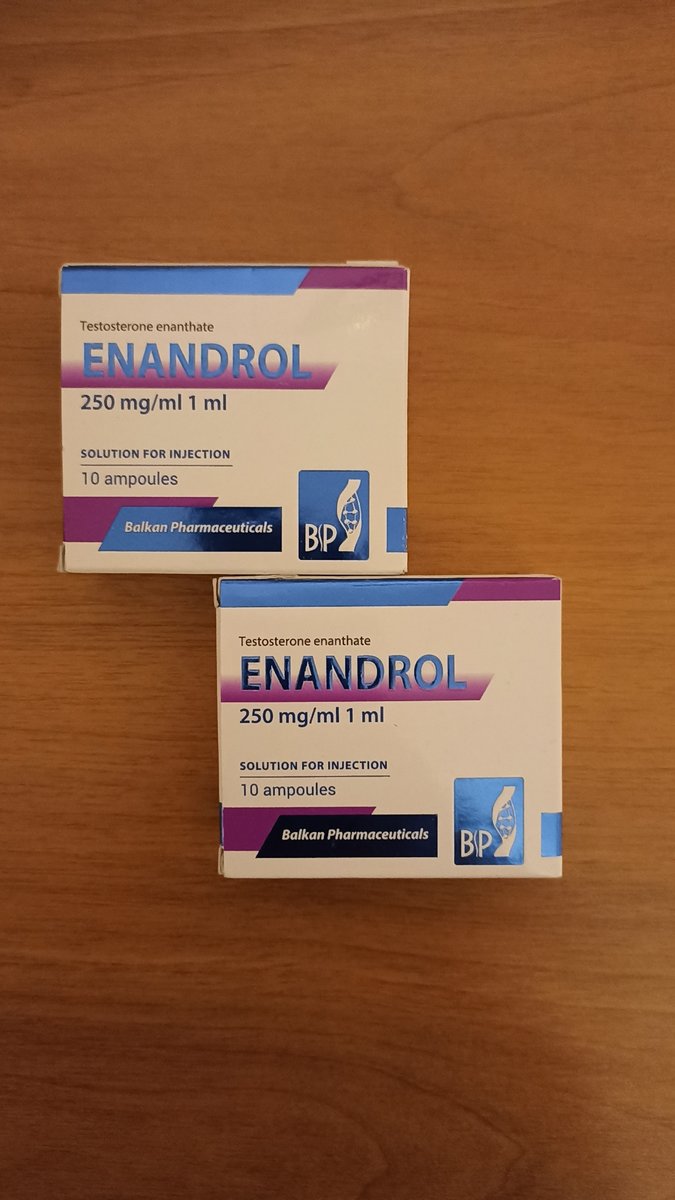 Testosterone enanthate
ENANDROL
250 mg/ml 1 ml
SOLUTION FOR INJECTION
10 ampoules
Balkan Pharmaceuticals
BP
Testosterone enanthate
ENANDROL
250 mg/ml 1 ml
SOLUTION FOR INJECTION
10 ampoules
Balkan Pharmaceuticals
BP